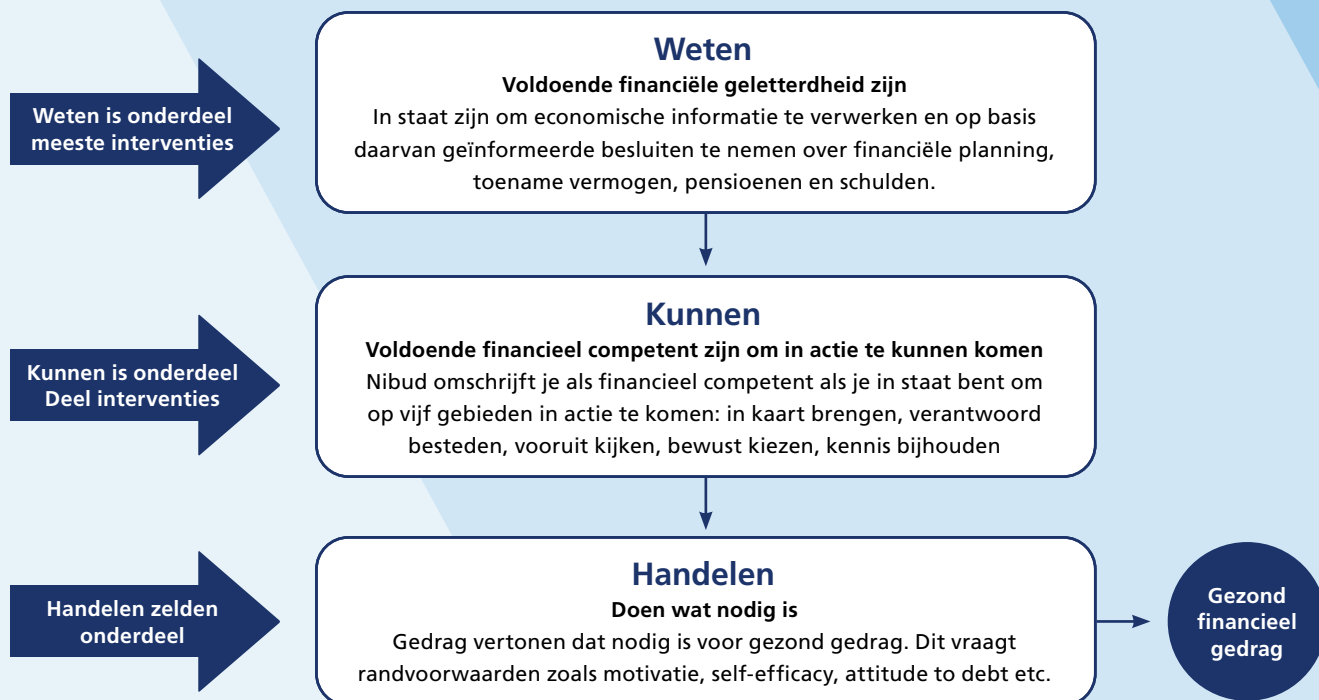 Weten is onderdeel
meeste interventies
Weten
Voldoende financiële geletterdheid zijn
In staat zijn om economische informatie te verwerken en op basis
daarvan geïnformeerde besluiten te nemen over financiële planning,
toename vermogen, pensioenen en schulden.
Kunnen is onderdeel
Deel interventies
Kunnen
Voldoende financieel competent zijn om in actie te kunnen komen
Nibud omschrijft je als financieel competent als je in staat bent om
op vijf gebieden in actie te komen: in kaart brengen, verantwoord
besteden, vooruit kijken, bewust kiezen, kennis bijhouden
Handelen zelden
onderdeel
Handelen
Doen wat nodig is
Gedrag vertonen dat nodig is voor gezond gedrag. Dit vraagt
randvoorwaarden zoals motivatie, self-efficacy, attitude to debt etc.
Gezond
financieel
gedrag